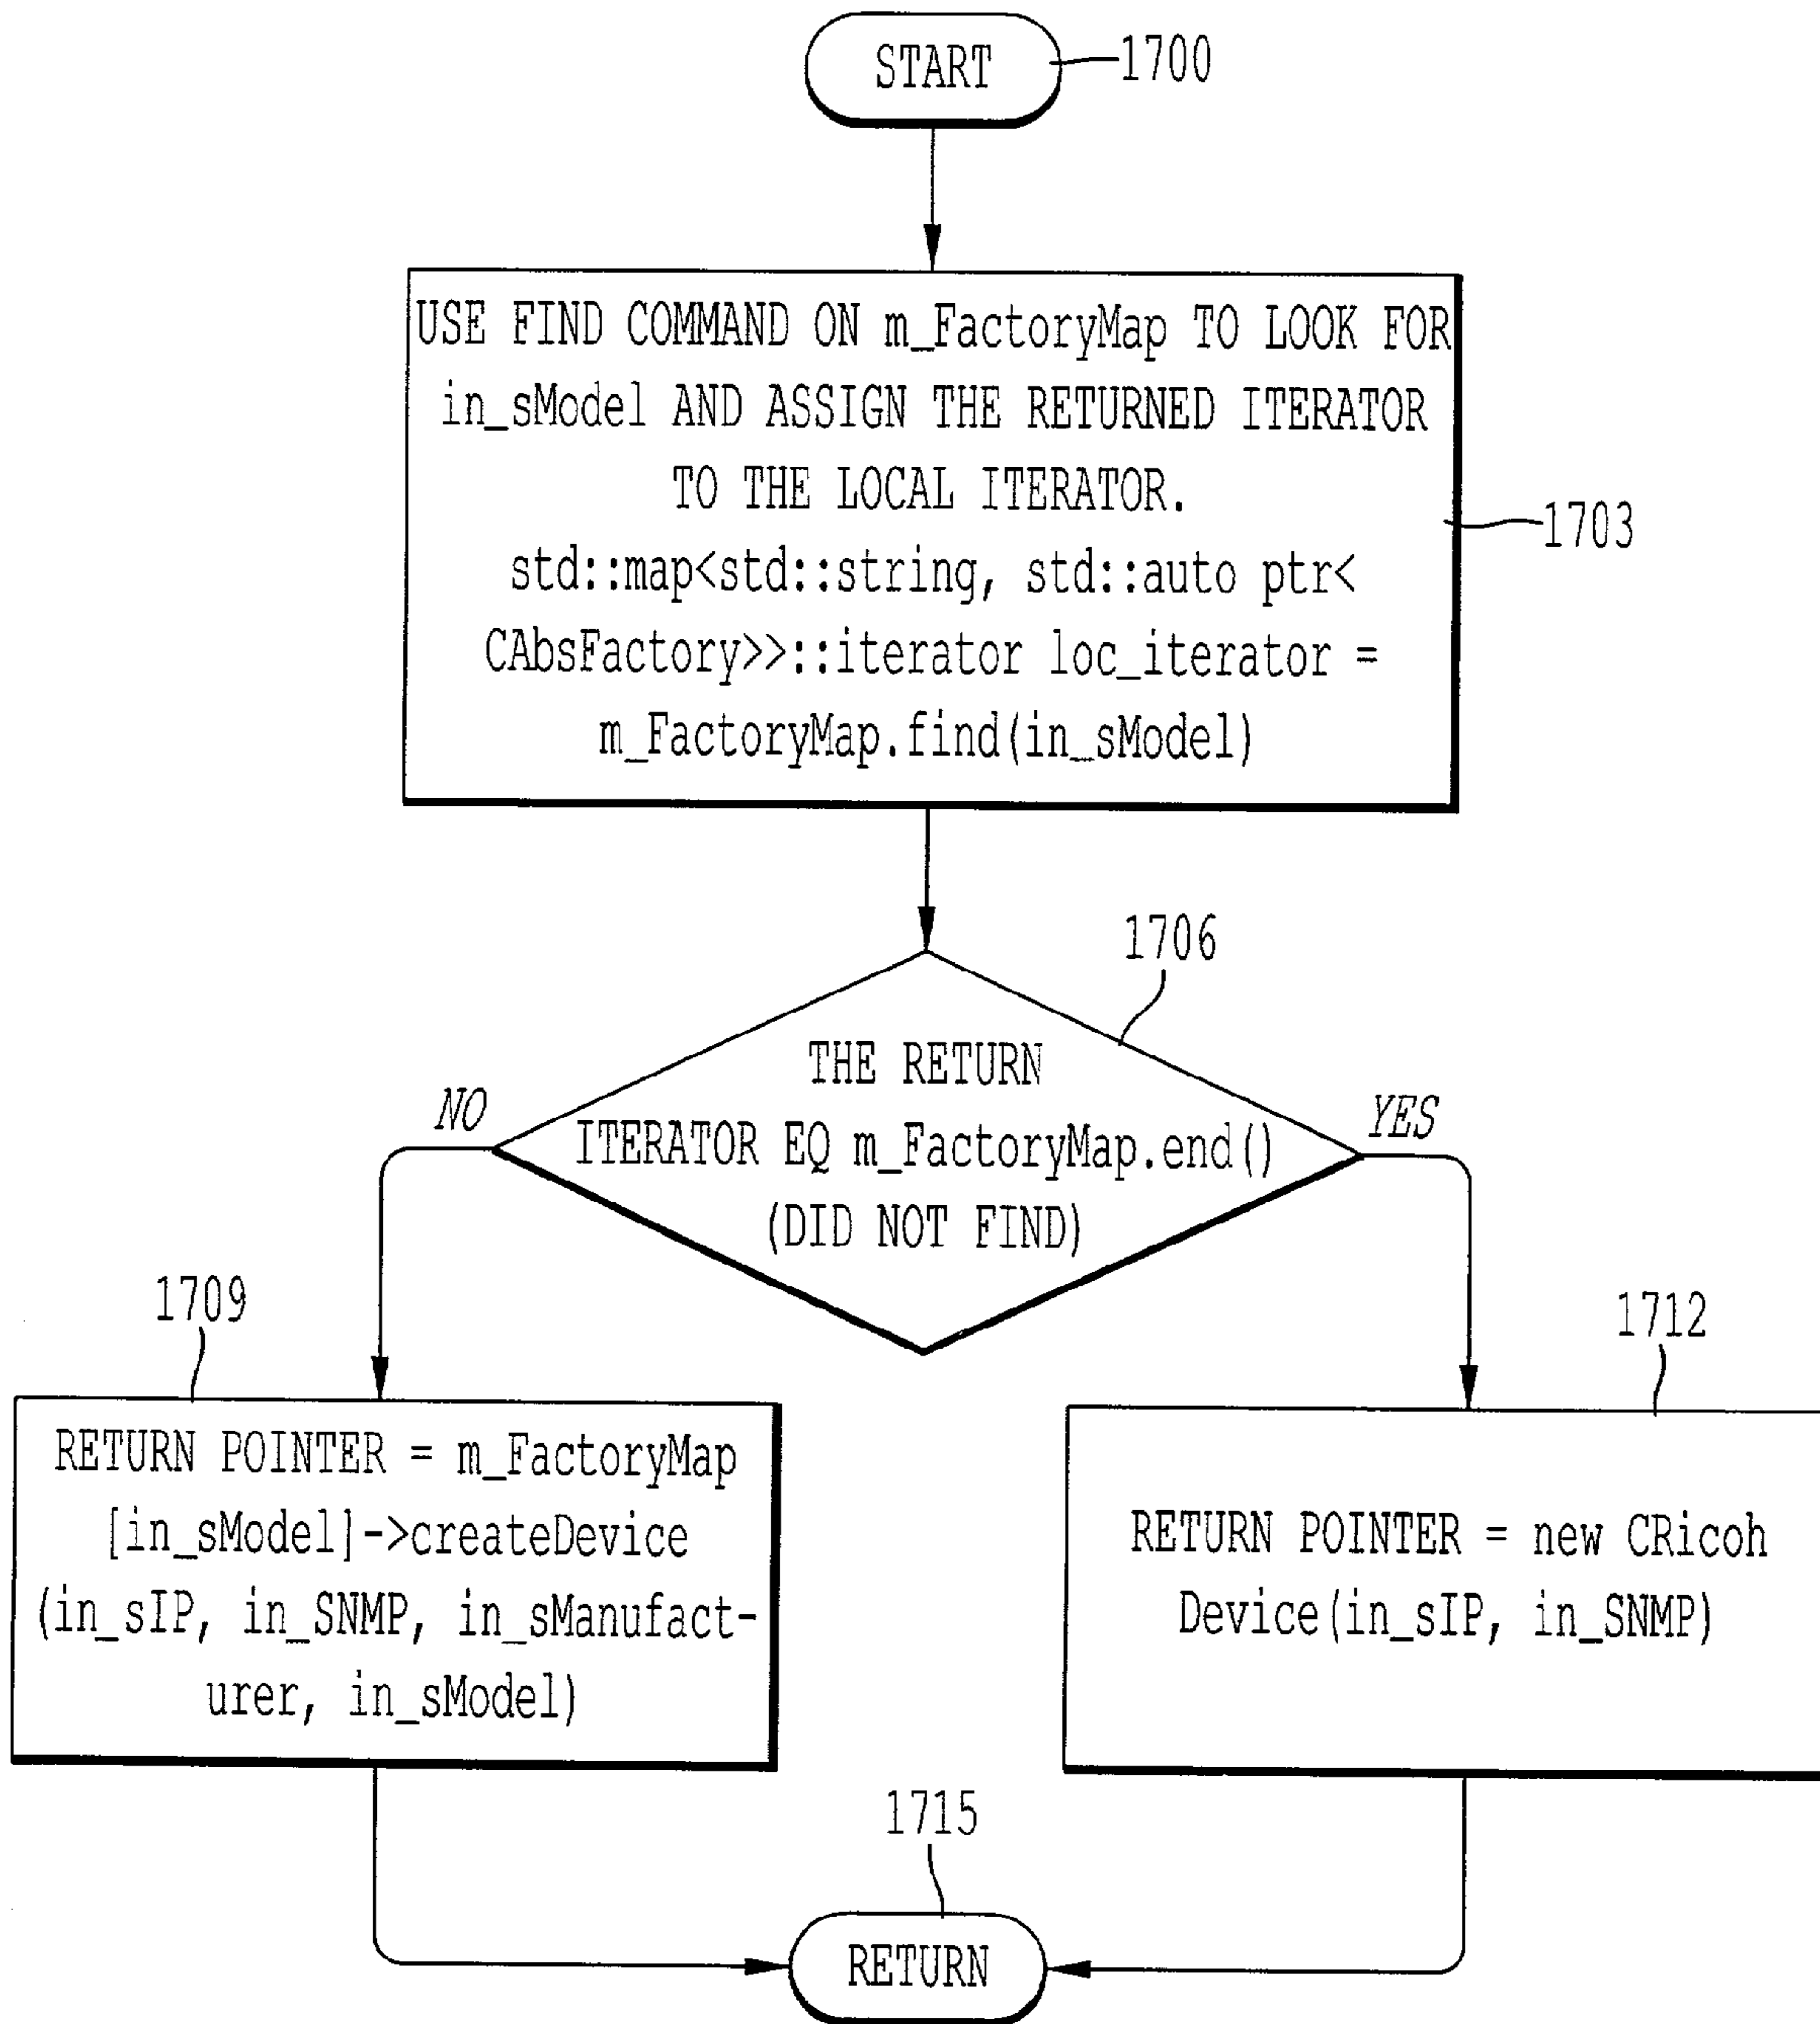 START
1700
USE FIND COMMAND ON m_FactoryMap TO LOOK FOR
in_sModel AND ASSIGN THE RETURNED ITERATOR
TO THE LOCAL ITERATOR.
std::map<std::string, std::auto ptr<
CAbsFactory>>::iterator loc_iterator =
m_FactoryMap.find(in_sModel)
1703
1706
THE RETURN
ITERATOR EQ m_FactoryMap.end()
(DID NOT FIND)
NO
YES
1709
RETURN POINTER = m_FactoryMap
[in_sModel]->createDevice
(in_sIP, in_SNMP, in_sManufact-
urer, in_sModel)
1712
RETURN POINTER = new CRicoh
Device(in_sIP, in_SNMP)
1715
RETURN